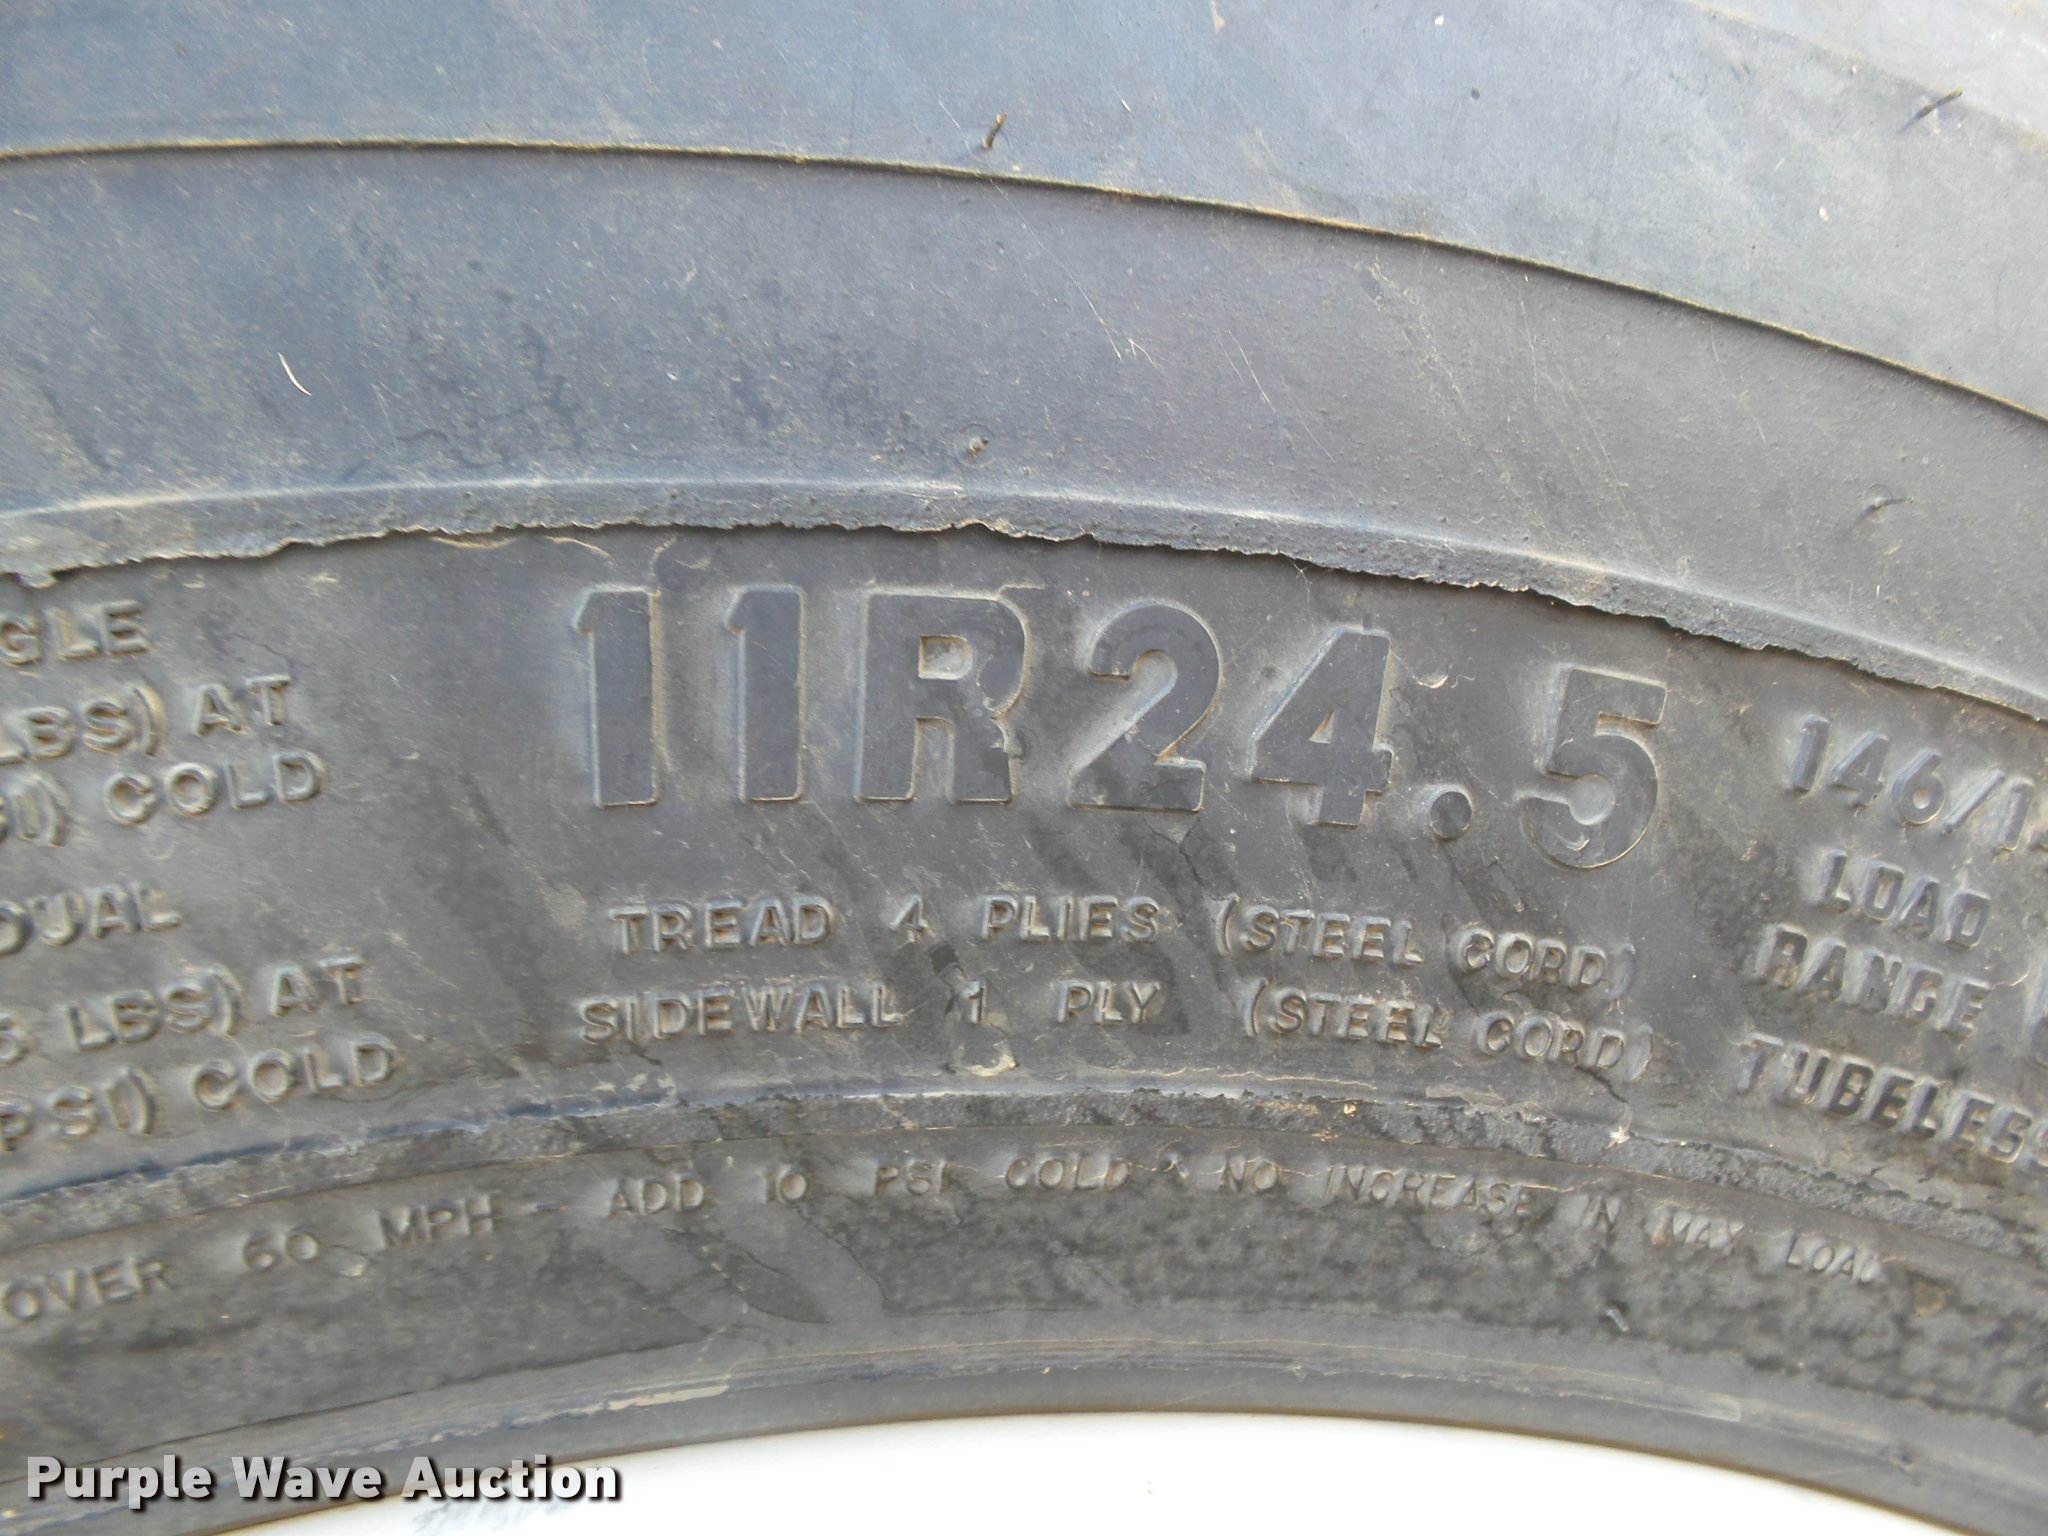 GLE
LBS) AT
COLD
DUAL
LBS) AT
PSI) COLD
11R24.5
TREAD 4 PLIES (STEEL CORD)
SIDEWALL 1 PLY (STEEL CORD)
146/
LOAD
RANGE
TUBELESS
OVER 60 MPH - ADD 10 PSI COLD & NO INCREASE IN MAX LOAD
Purple Wave Auction